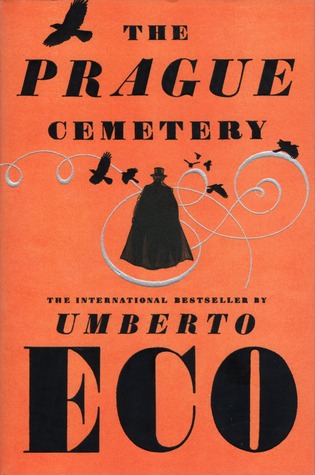 THE
PRAGUE
CEMETERY
THE INTERNATIONAL BESTSELLER BY
UMBERTO
ECO